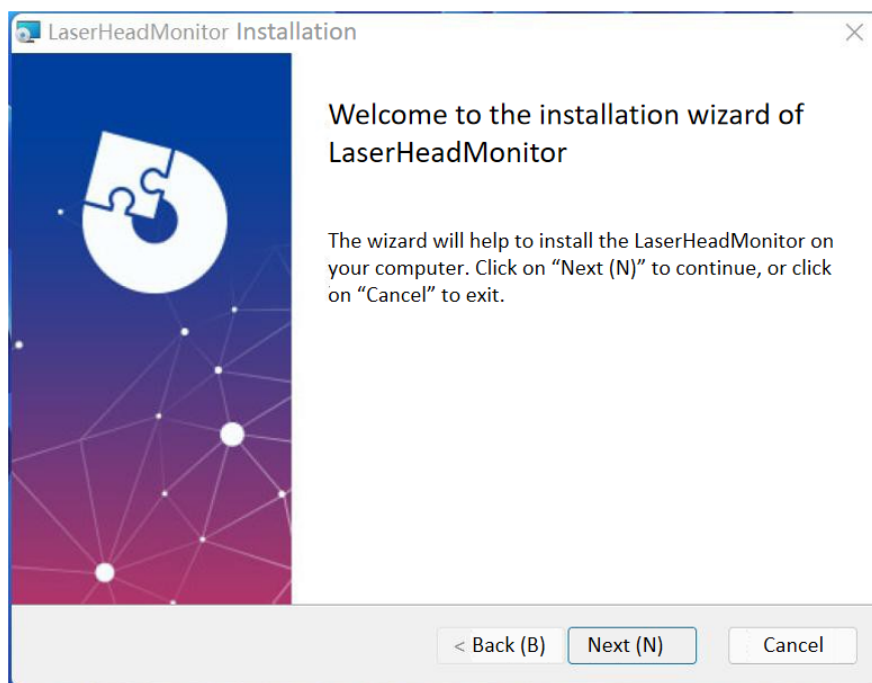 LaserHeadMonitor Installation
Welcome to the installation wizard of
LaserHeadMonitor
The wizard will help to install the LaserHeadMonitor on
your computer. Click on “Next (N)” to continue, or click
on “Cancel” to exit.
< Back (B) Next (N) Cancel